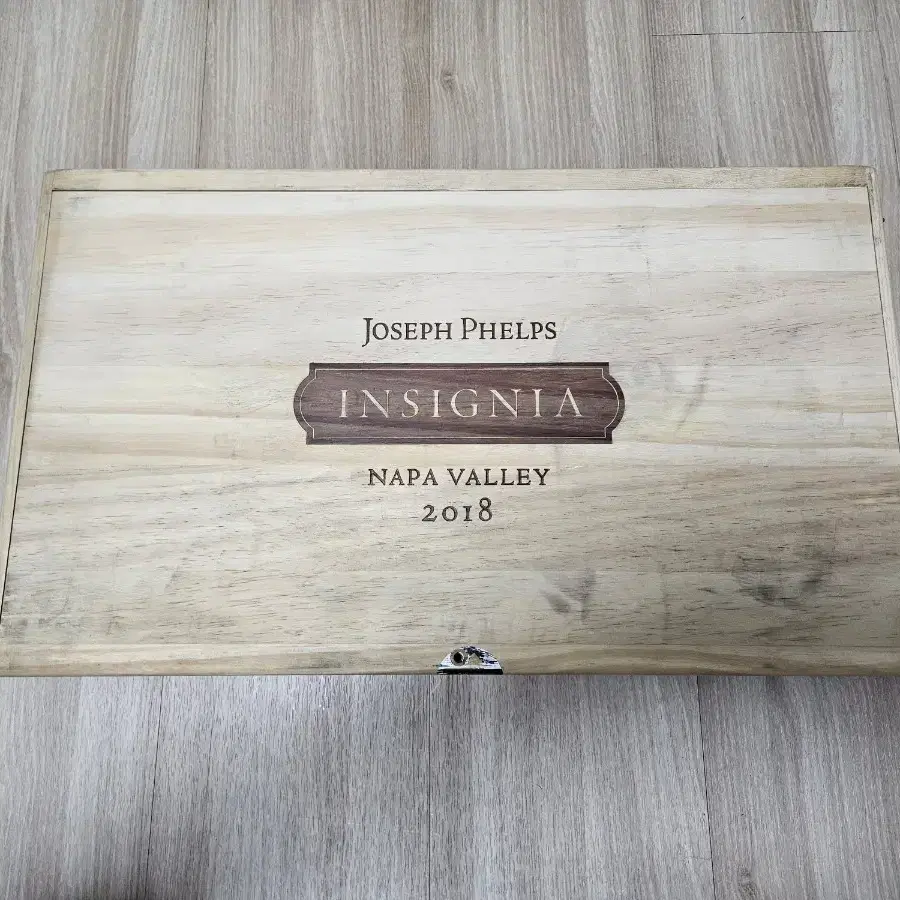 Joseph Phelps
INSIGNIA
NAPA VALLEY
2018